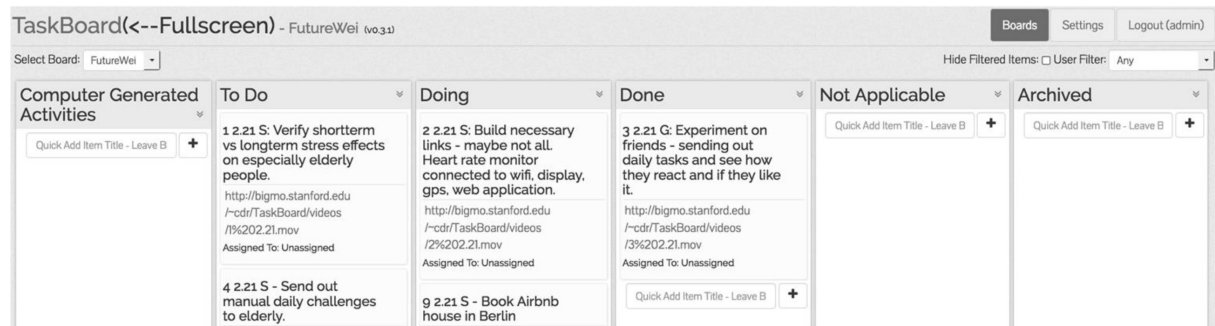 TaskBoard(<--Fullscreen) - FutureWei (v0.3.1)
Boards Settings Logout (admin)
Select Board: FutureWei
Hide Filtered Items: User Filter: Any
Computer Generated
Activities
Quick Add Item Title - Leave B +
To Do
1 2.21 S: Verify shortterm
vs longterm stress effects
on especially elderly
people.
http://bigmo.stanford.edu
/~cdr/TaskBoard/videos
/1%202.21.mov
Assigned To: Unassigned
4 2.21 S - Send out
manual daily challenges
to elderly.
Doing
2 2.21 S: Build necessary
links - maybe not all.
Heart rate monitor
connected to wifi, display,
gps, web application.
http://bigmo.stanford.edu
/~cdr/TaskBoard/videos
/2%202.21.mov
Assigned To: Unassigned
9 2.21 S - Book Airbnb
house in Berlin
Done
3 2.21 G: Experiment on
friends - sending out
daily tasks and see how
they react and if they like
it.
http://bigmo.stanford.edu
/~cdr/TaskBoard/videos
/3%202.21.mov
Assigned To: Unassigned
Quick Add Item Title - Leave B +
Not Applicable
Quick Add Item Title - Leave B +
Archived
Quick Add Item Title - Leave B +